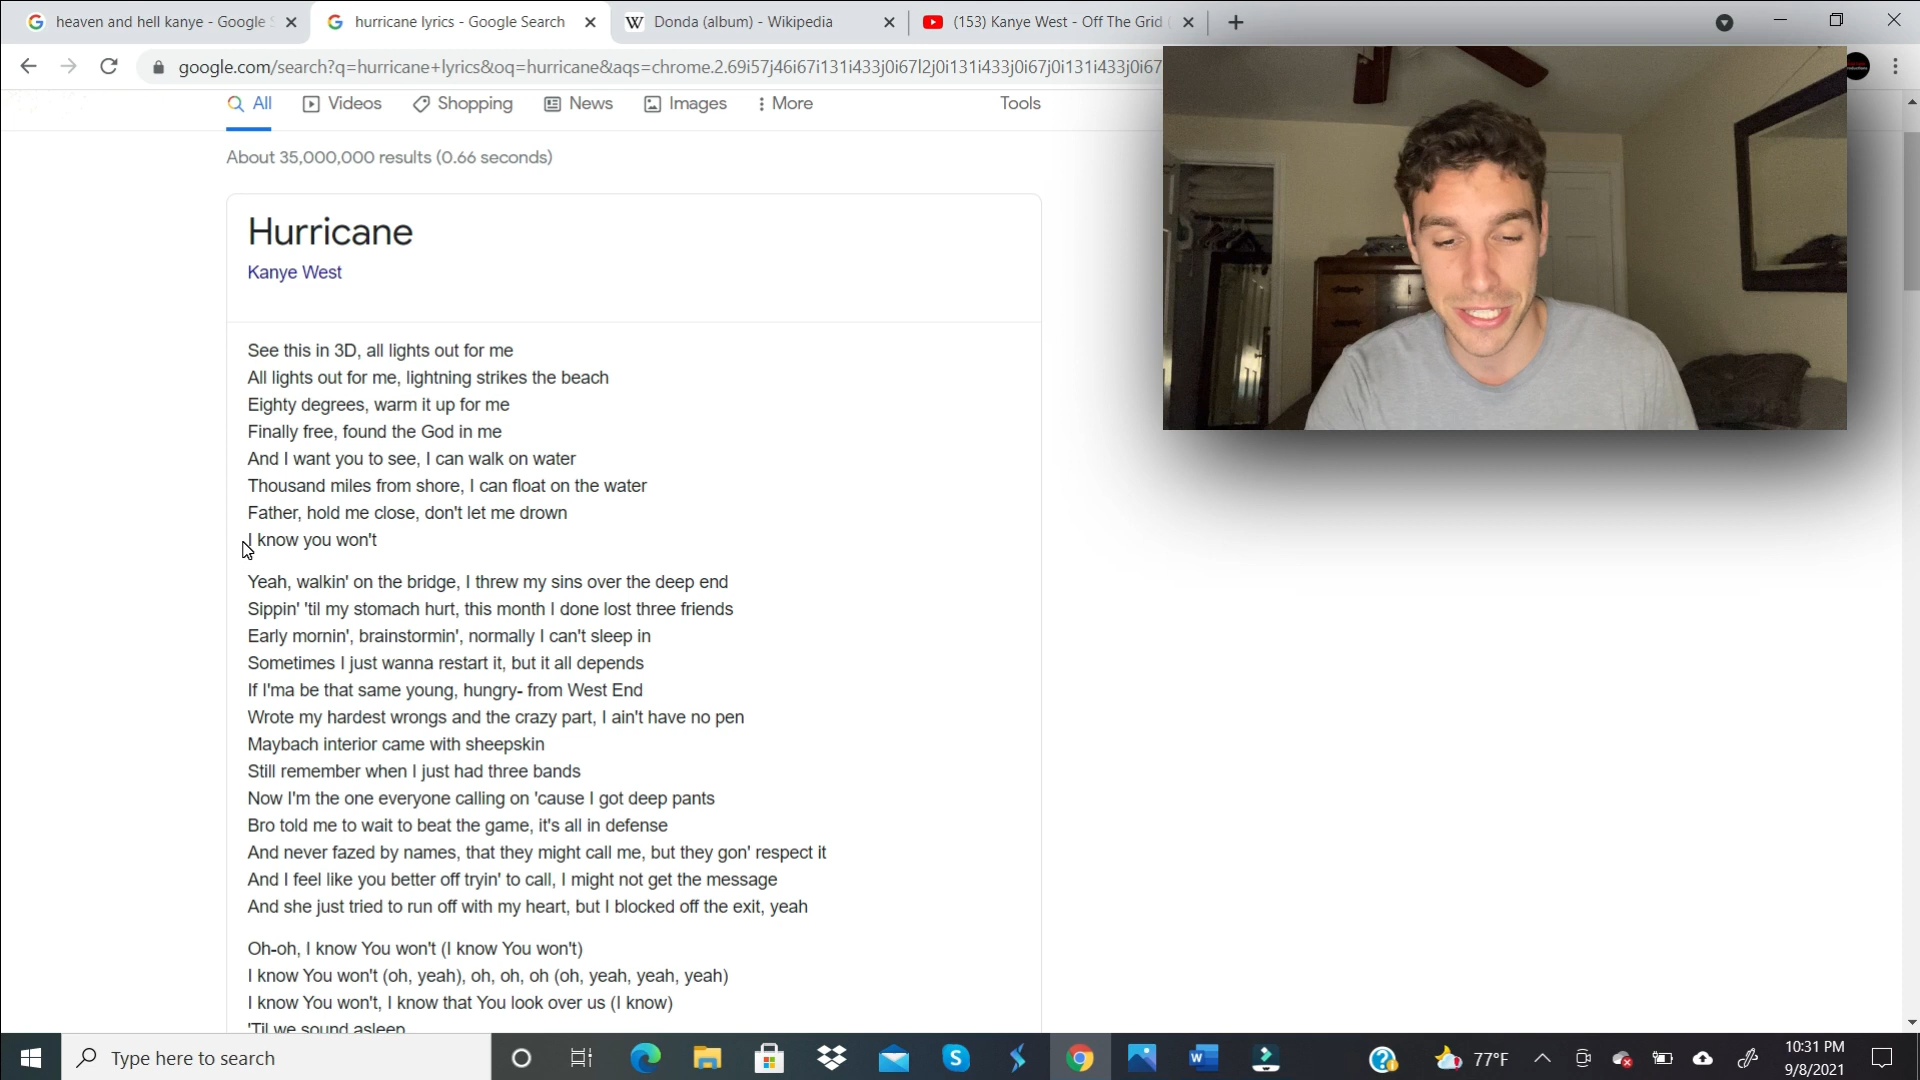 heaven and hell kanye - Google S
hurricane lyrics - Google Search
Donda (album) - Wikipedia
(153) Kanye West - Off The Grid (
google.com/search?q=hurricane+lyrics&oq=hurricane&aqs=chrome.2.69i57j46i67i131i433j0i67l2j0i131i433j0i67j0i131i433j0i67
All
Videos
Shopping
News
Images
More
Tools
About 35,000,000 results (0.66 seconds)
Hurricane
Kanye West
See this in 3D, all lights out for me
All lights out for me, lightning strikes the beach
Eighty degrees, warm it up for me
Finally free, found the God in me
And I want you to see, I can walk on water
Thousand miles from shore, I can float on the water
Father, hold me close, don't let me drown
I know you won't
Yeah, walkin' on the bridge, I threw my sins over the deep end
Sippin' 'til my stomach hurt, this month I done lost three friends
Early mornin', brainstormin', normally I can't sleep in
Sometimes I just wanna restart it, but it all depends
If I'ma be that same young, hungry- from West End
Wrote my hardest wrongs and the crazy part, I ain't have no pen
Maybach interior came with sheepskin
Still remember when I just had three bands
Now I'm the one everyone calling on 'cause I got deep pants
Bro told me to wait to beat the game, it's all in defense
And never fazed by names, that they might call me, but they gon' respect it
And I feel like you better off tryin' to call, I might not get the message
And she just tried to run off with my heart, but I blocked off the exit, yeah
Oh-oh, I know You won't (I know You won't)
I know You won't (oh, yeah), oh, oh, oh (oh, yeah, yeah, yeah)
I know You won't, I know that You look over us (I know)
'Til we sound asleep
Type here to search
77°F
10:31 PM
9/8/2021